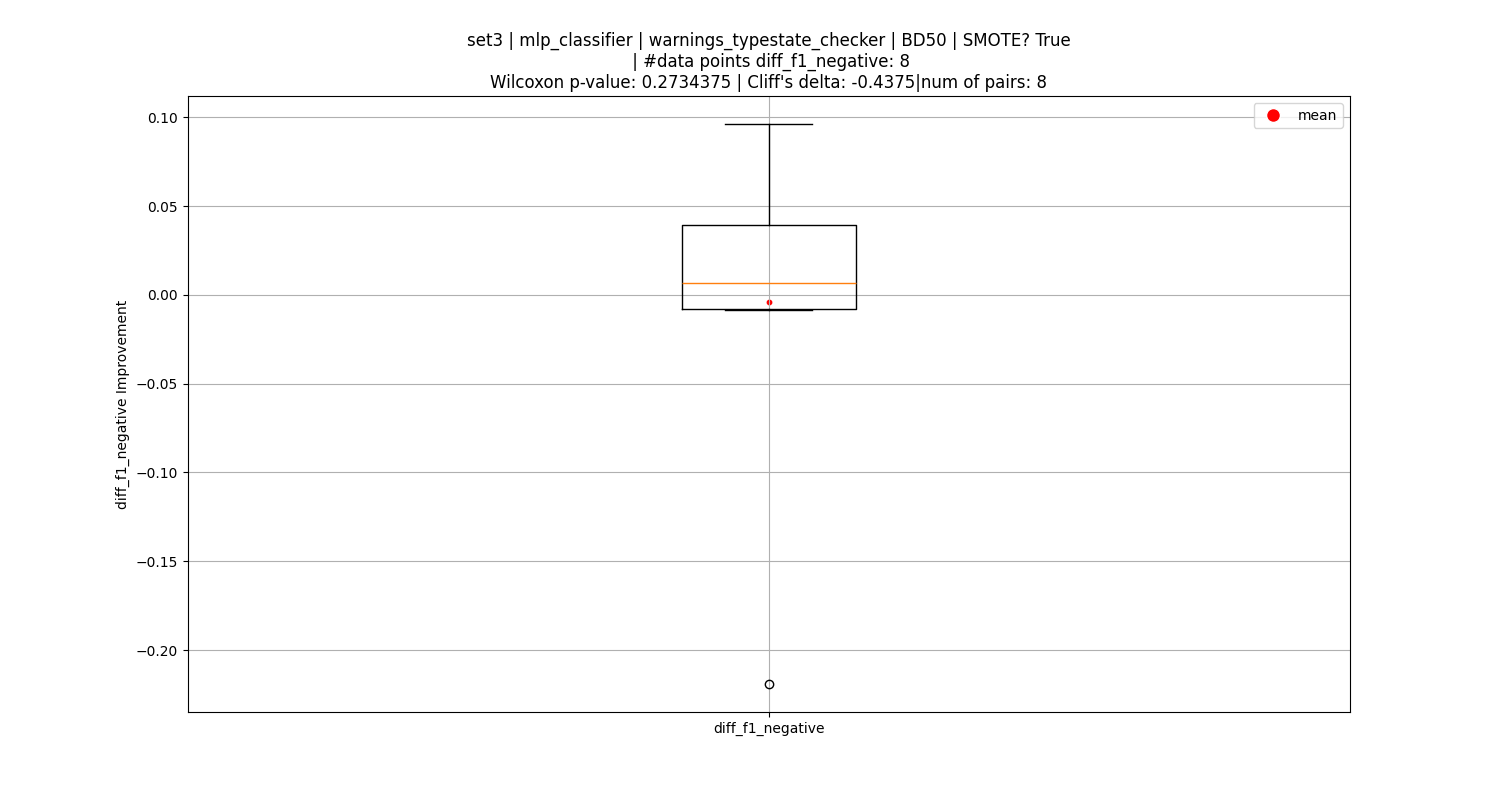 set3 | mlp_classifier | warnings_typestate_checker | BD50 | SMOTE? True
| #data points diff_f1_negative: 8
Wilcoxon p-value: 0.2734375 | Cliff's delta: -0.4375|num of pairs: 8
mean
0.10
0.05
0.00
−0.05
−0.10
−0.15
−0.20
diff_f1_negative Improvement
diff_f1_negative